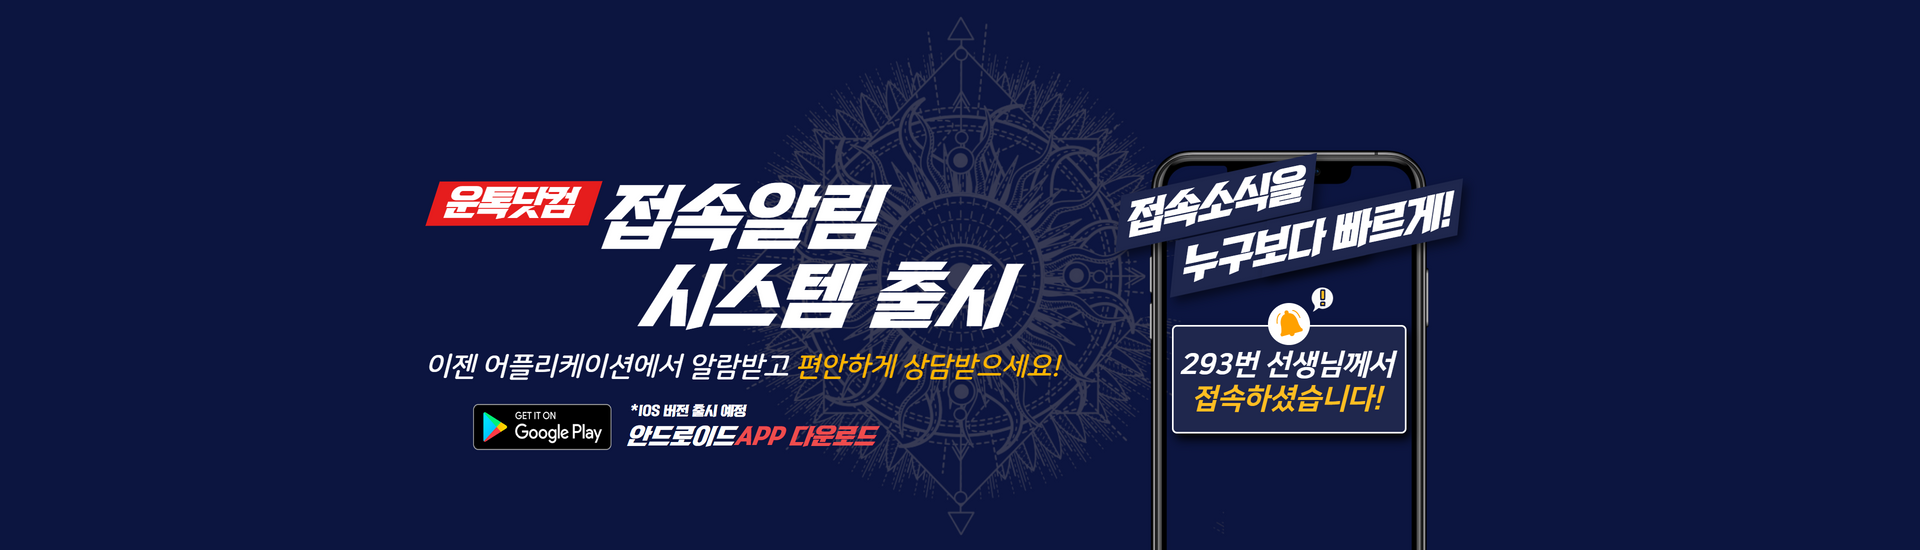 운톡닷컴 접속알림
시스템 출시
이젠 어플리케이션에서 알람받고 편안하게 상담받으세요!
GET IT ON
Google Play
*IOS 버전 출시 예정
안드로이드APP 다운로드
접속소식을
누구보다 빠르게!
293번 선생님께서
접속하셨습니다!